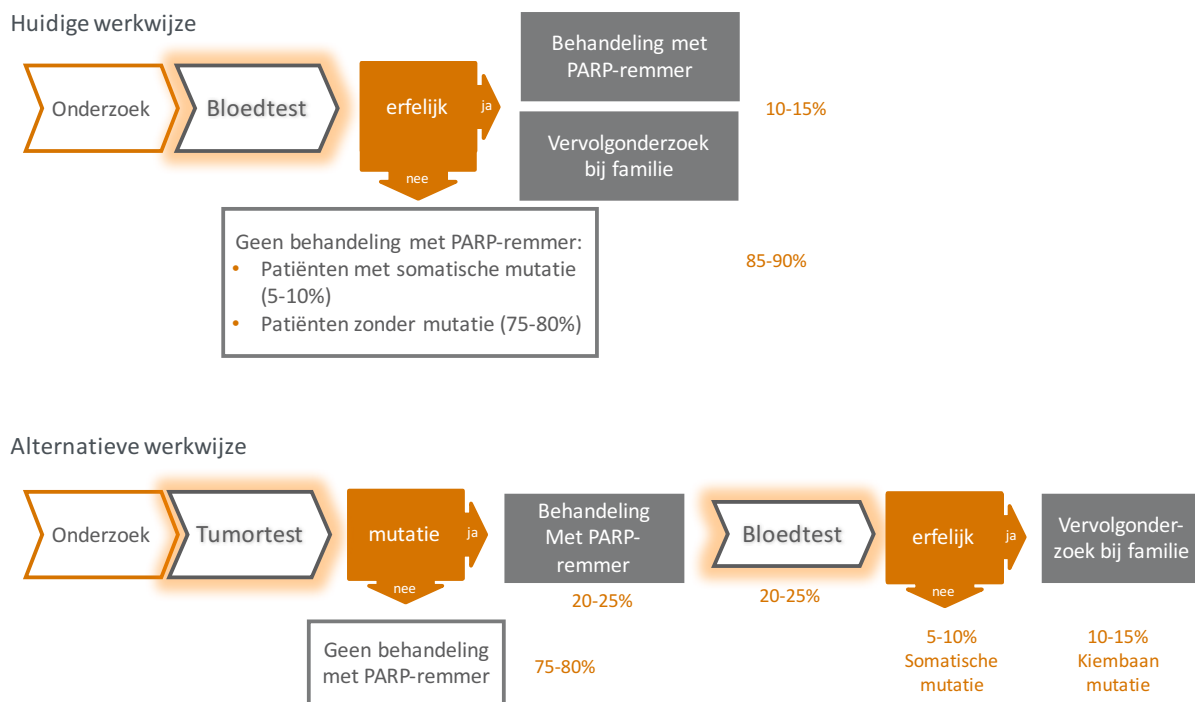 Huidige werkwijze
Onderzoek
Bloedtest
erfelijk
ja
nee
Behandeling met
PARP-remmer
Vervolgonderzoek
bij familie
10-15%
Geen behandeling met PARP-remmer:
• Patiënten met somatische mutatie
(5-10%)
• Patiënten zonder mutatie (75-80%)
85-90%
Alternatieve werkwijze
Onderzoek
Tumortest
mutatie
ja
nee
Behandeling
Met PARP-
remmer
20-25%
Bloedtest
20-25%
erfelijk
ja
nee
Vervolgonder-
zoek bij familie
Geen behandeling
met PARP-remmer
75-80%
5-10%
Somatische
mutatie
10-15%
Kiembaan
mutatie